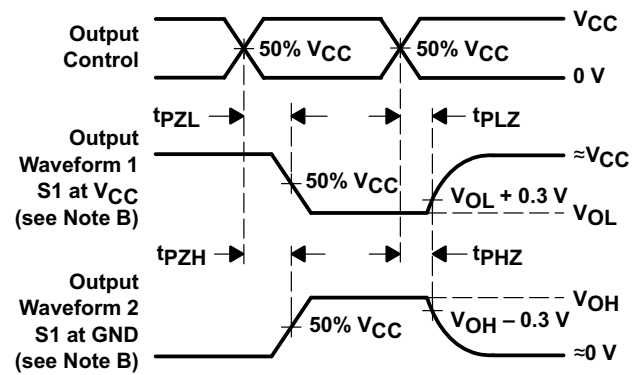 Output
Control
50% VCC
50% VCC
VCC
0 V
tPZL
tPLZ
Output
Waveform 1
S1 at VCC
(see Note B)
50% VCC
≈VCC
VOL + 0.3 V
VOL
tPZH
tPHZ
Output
Waveform 2
S1 at GND
(see Note B)
50% VCC
VOH
VOH – 0.3 V
≈0 V